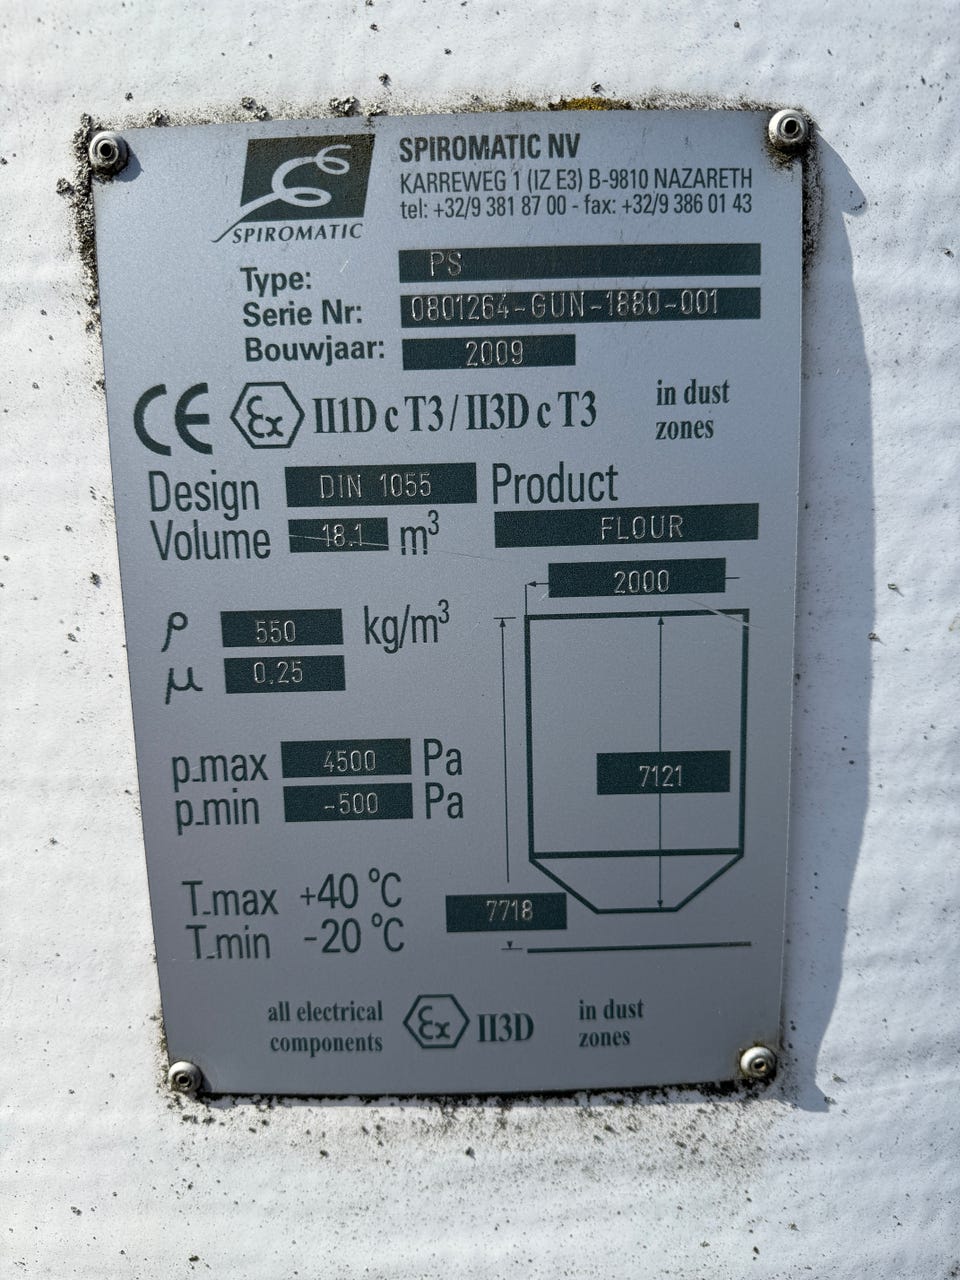 SPIROMATIC NV
KARREWEG 1 (IZ E3) B-9810 NAZARETH
tel: +32/9 381 87 00 - fax: +32/9 386 01 43
SPIROMATIC
Type: PS
Serie Nr: 0801264-GUN-1880-001
Bouwjaar: 2009
CE Ex II1D c T3 / II3D c T3 in dust
zones
Design DIN 1055 Product
Volume 18.1 m³ FLOUR
2000
ρ 550 kg/m³
μ 0.25
p.max 4500 Pa
p.min -500 Pa
7121
T.max +40 °C
T.min -20 °C
7718
all electrical
components
Ex II3D
in dust
zones